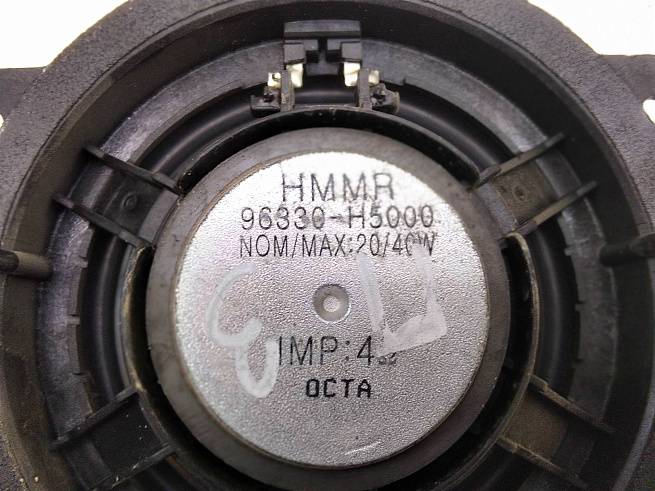 HMMR
96330-H5000
NOM/MAX:20/40W
IMP:4Ω
OCTA